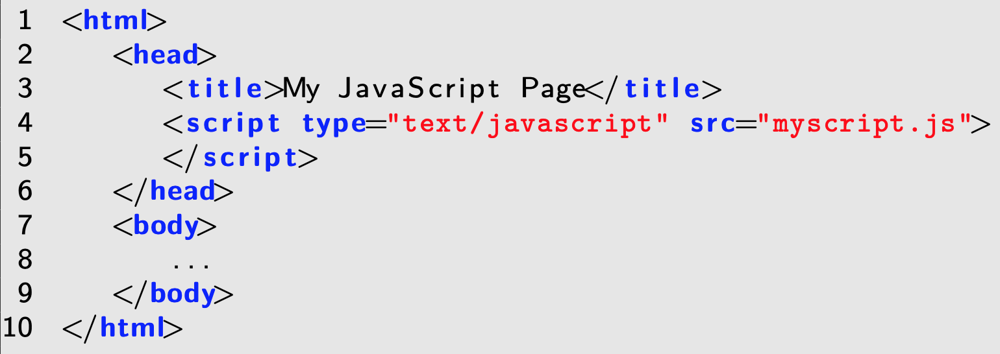 1 <html>
2 <head>
3 <title>My JavaScript Page</title>
4 <script type="text/javascript" src="myscript.js">
5 </script>
6 </head>
7 <body>
8 ...
9 </body>
10 </html>